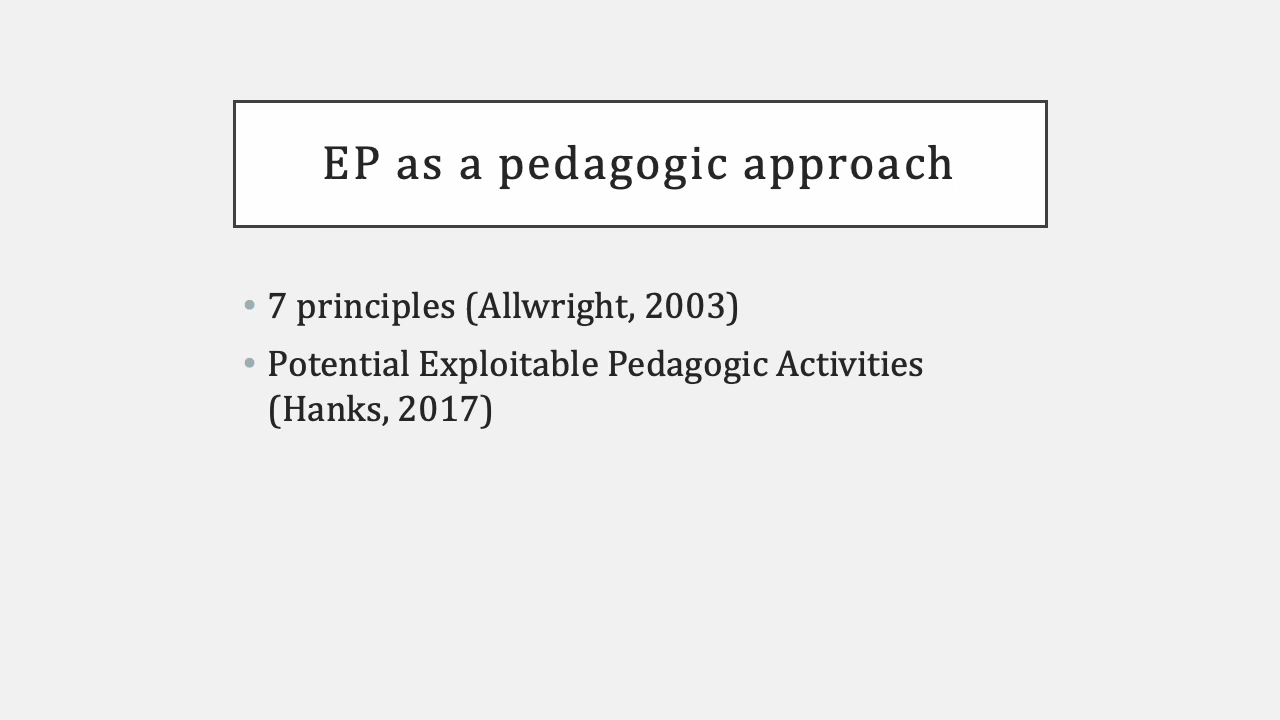 EP as a pedagogic approach
• 7 principles (Allwright, 2003)
• Potential Exploitable Pedagogic Activities
(Hanks, 2017)